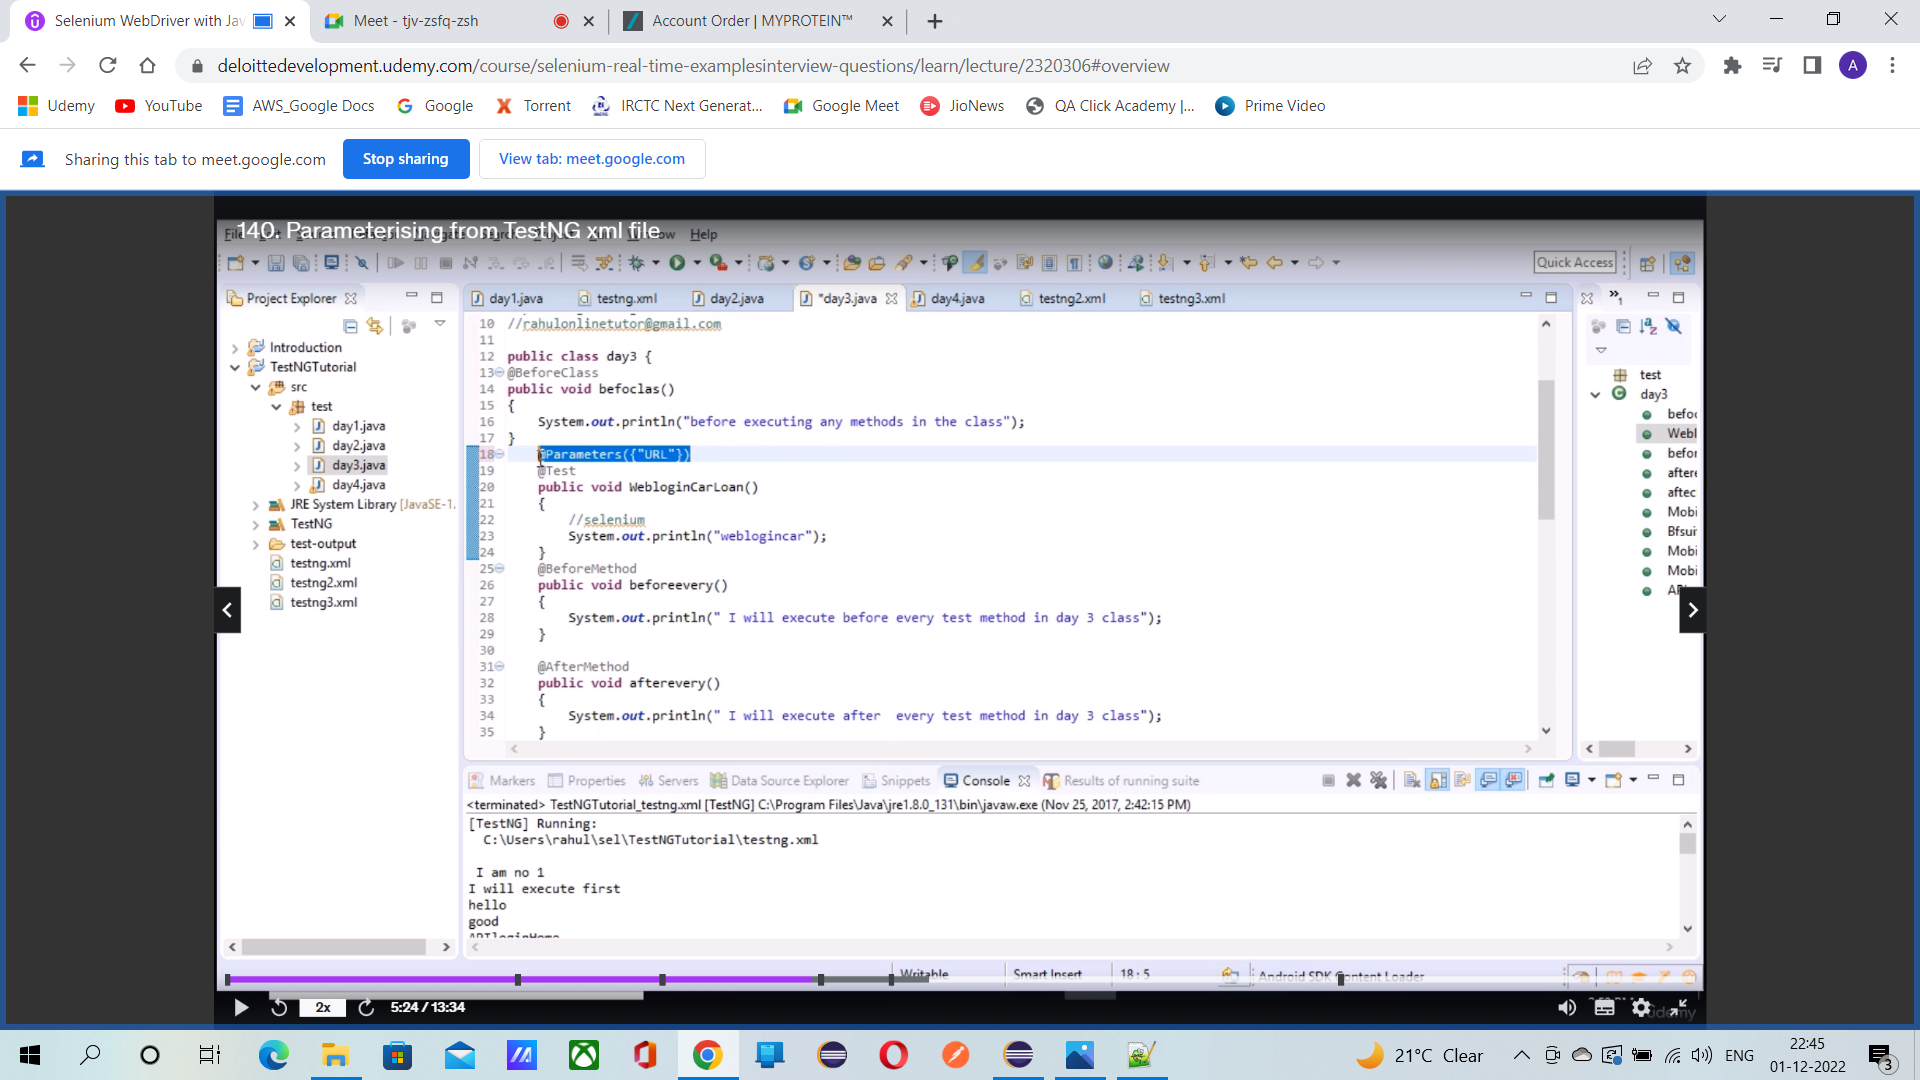 Selenium WebDriver with Jav
Meet - tjv-zsfq-zsh
Account Order | MYPROTEIN™
deloittedevelopment.udemy.com/course/selenium-real-time-examplesinterview-questions/learn/lecture/2320306#overview
A
Udemy
YouTube
AWS_Google Docs
Google
Torrent
IRCTC Next Generat...
Google Meet
JioNews
QA Click Academy |...
Prime Video
Sharing this tab to meet.google.com
Stop sharing
View tab: meet.google.com
140. Parameterising from TestNG xml file
File
Help
Quick Access
Project Explorer
day1.java
testng.xml
day2.java
*day3.java
day4.java
testng2.xml
testng3.xml
Introduction
TestNGTutorial
src
test
day1.java
day2.java
day3.java
day4.java
JRE System Library [JavaSE-1.
TestNG
test-output
testng.xml
testng2.xml
testng3.xml
10 //rahulonlinetutor@gmail.com
11
12 public class day3 {
13 @BeforeClass
14 public void befoclas()
15 {
16 System.out.println("before executing any methods in the class");
17 }
18 @Parameters({"URL"})
19 @Test
20 public void WebloginCarLoan()
21 {
22 //selenium
23 System.out.println("weblogincar");
24 }
25 @BeforeMethod
26 public void beforeevery()
27 {
28 System.out.println(" I will execute before every test method in day 3 class");
29 }
30
31 @AfterMethod
32 public void afterevery()
33 {
34 System.out.println(" I will execute after  every test method in day 3 class");
35 }
test
day3
befo
Webl
befor
aftere
aftec
Mobi
Bfsui
Mobi
Mobi
Markers
Properties
Servers
Data Source Explorer
Snippets
Console
Results of running suite
<terminated> TestNGTutorial_testng.xml [TestNG] C:\Program Files\Java\jre1.8.0_131\bin\javaw.exe (Nov 25, 2017, 2:42:15 PM)
[TestNG] Running:
C:\Users\rahul\sel\TestNGTutorial\testng.xml
I am no 1
I will execute first
hello
good
APIloginHome
Writable
Smart Insert
18 : 5
Android SDK Content Loader
2x
5:24 / 13:34
udemy
21°C Clear
ENG
22:45
01-12-2022
3